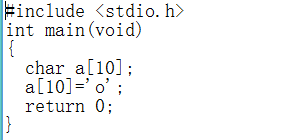 #include <stdio.h>
int main(void)
{
  char a[10];
  a[10]='o';
  return 0;
}